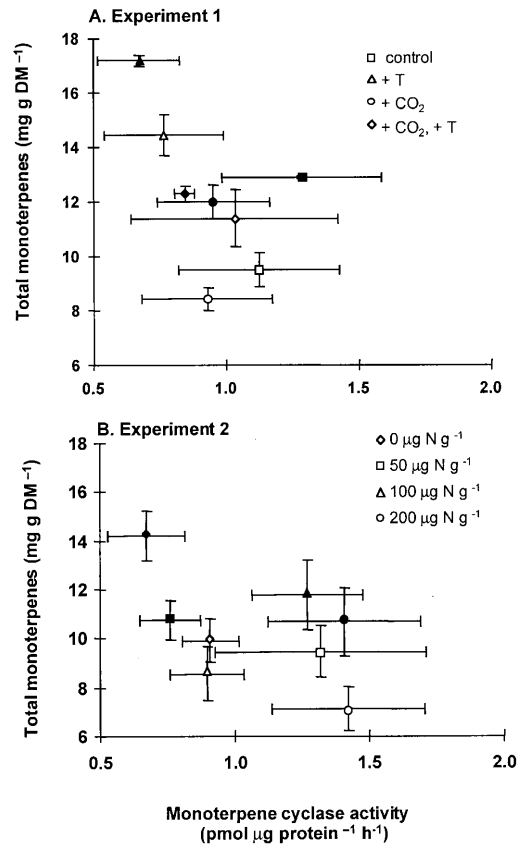 A. Experiment 1
18
16
14
12
10
8
6
0.5 1.0 1.5 2.0
Total monoterpenes (mg g DM⁻¹)
control
+ T
+ CO₂
+ CO₂, + T
B. Experiment 2
18
16
14
12
10
8
6
0.5 1.0 1.5 2.0
Total monoterpenes (mg g DM⁻¹)
0 μg N g⁻¹
50 μg N g⁻¹
100 μg N g⁻¹
200 μg N g⁻¹
Monoterpene cyclase activity
(pmol μg protein⁻¹ h⁻¹)